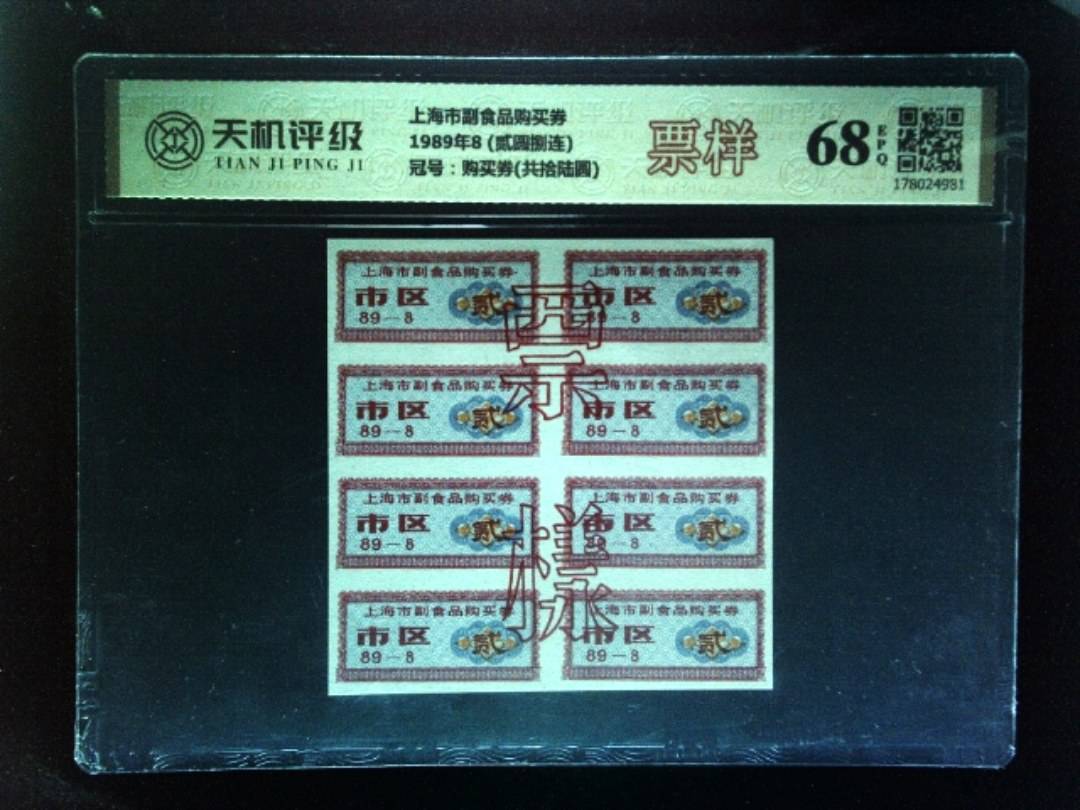 天机评级
TIAN JI PING JI
上海市副食品购买券
1989年8 (贰圆捌连)
冠号：购买券(共拾陆圆)
票样
68
EPQ
178024981
上海市副食品购买券
市区
贰
89-8
上海市副食品购买券
市区
贰
89-8
上海市副食品购买券
市区
贰
89-8
上海市副食品购买券
市区
贰
89-8
上海市副食品购买券
市区
贰
89-8
上海市副食品购买券
市区
贰
89-8
上海市副食品购买券
市区
贰
89-8
上海市副食品购买券
市区
贰
89-8
票樣